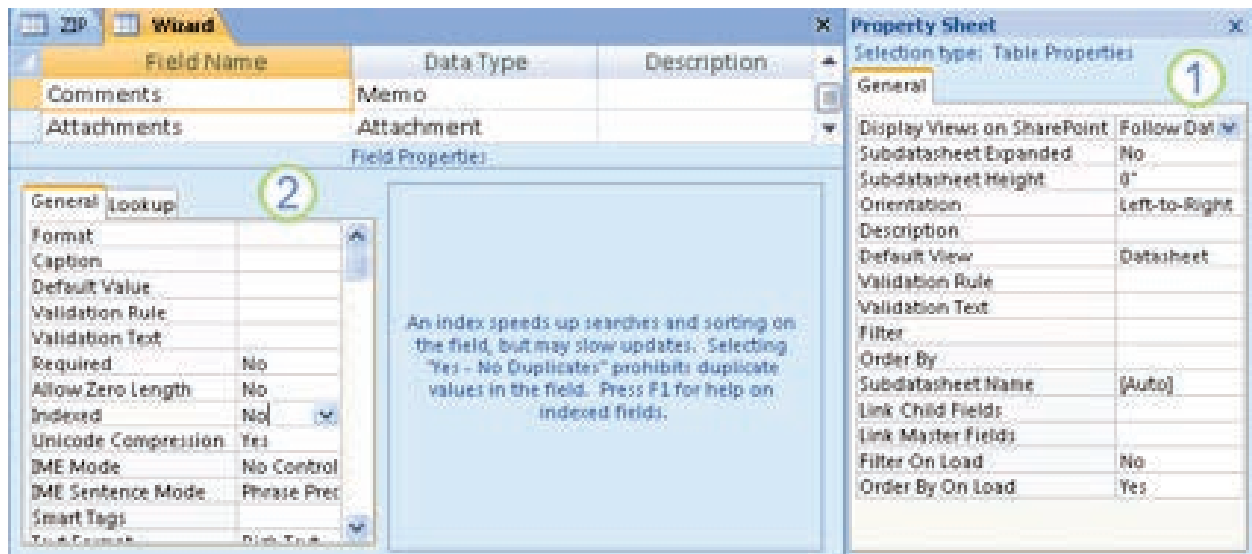 ZIP Wizard
Field Name Data Type Description
Comments Memo
Attachments Attachment
Field Properties
General Lookup
2
Format
Caption
Default Value
Validation Rule
Validation Text
Required No
Allow Zero Length No
Indexed No
Unicode Compression Yes
IME Mode No Control
IME Sentence Mode Phrase Pred
Smart Tags
Text Format Rich Text
An index speeds up searches and sorting on
the field, but may slow updates. Selecting
"Yes - No Duplicates" prohibits duplicate
values in the field. Press F1 for help on
indexed fields.
Property Sheet
Selection type: Table Properties
1
General
Display Views on SharePoint Follow Dat
Subdatasheet Expanded No
Subdatasheet Height 0"
Orientation Left-to-Right
Description
Default View Datasheet
Validation Rule
Validation Text
Filter
Order By
Subdatasheet Name [Auto]
Link Child Fields
Link Master Fields
Filter On Load No
Order By On Load Yes